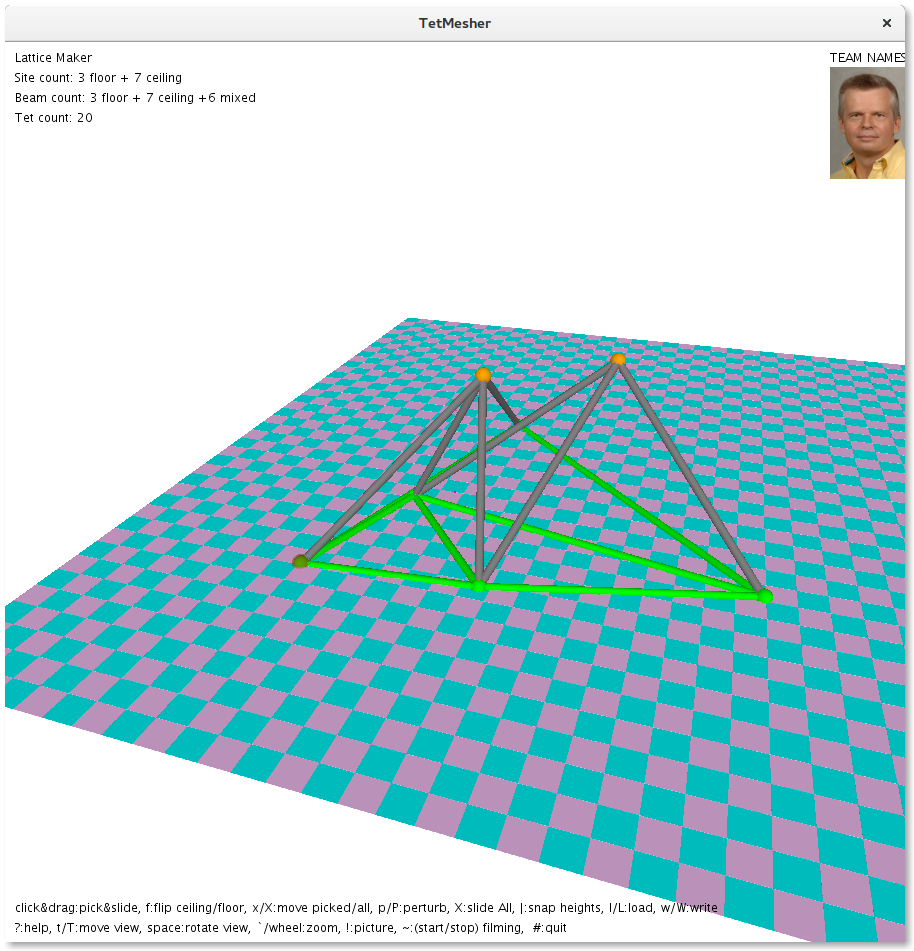 TetMesher
×
Lattice Maker
TEAM NAMES
Site count: 3 floor + 7 ceiling
Beam count: 3 floor + 7 ceiling +6 mixed
Tet count: 20
click&drag:pick&slide, f:flip ceiling/floor, x/X:move picked/all, p/P:perturb, X:slide All, |:snap heights, l/L:load, w/W:write
?:help, t/T:move view, space:rotate view, `/wheel:zoom, !:picture, ~:(start/stop) filming,  #:quit